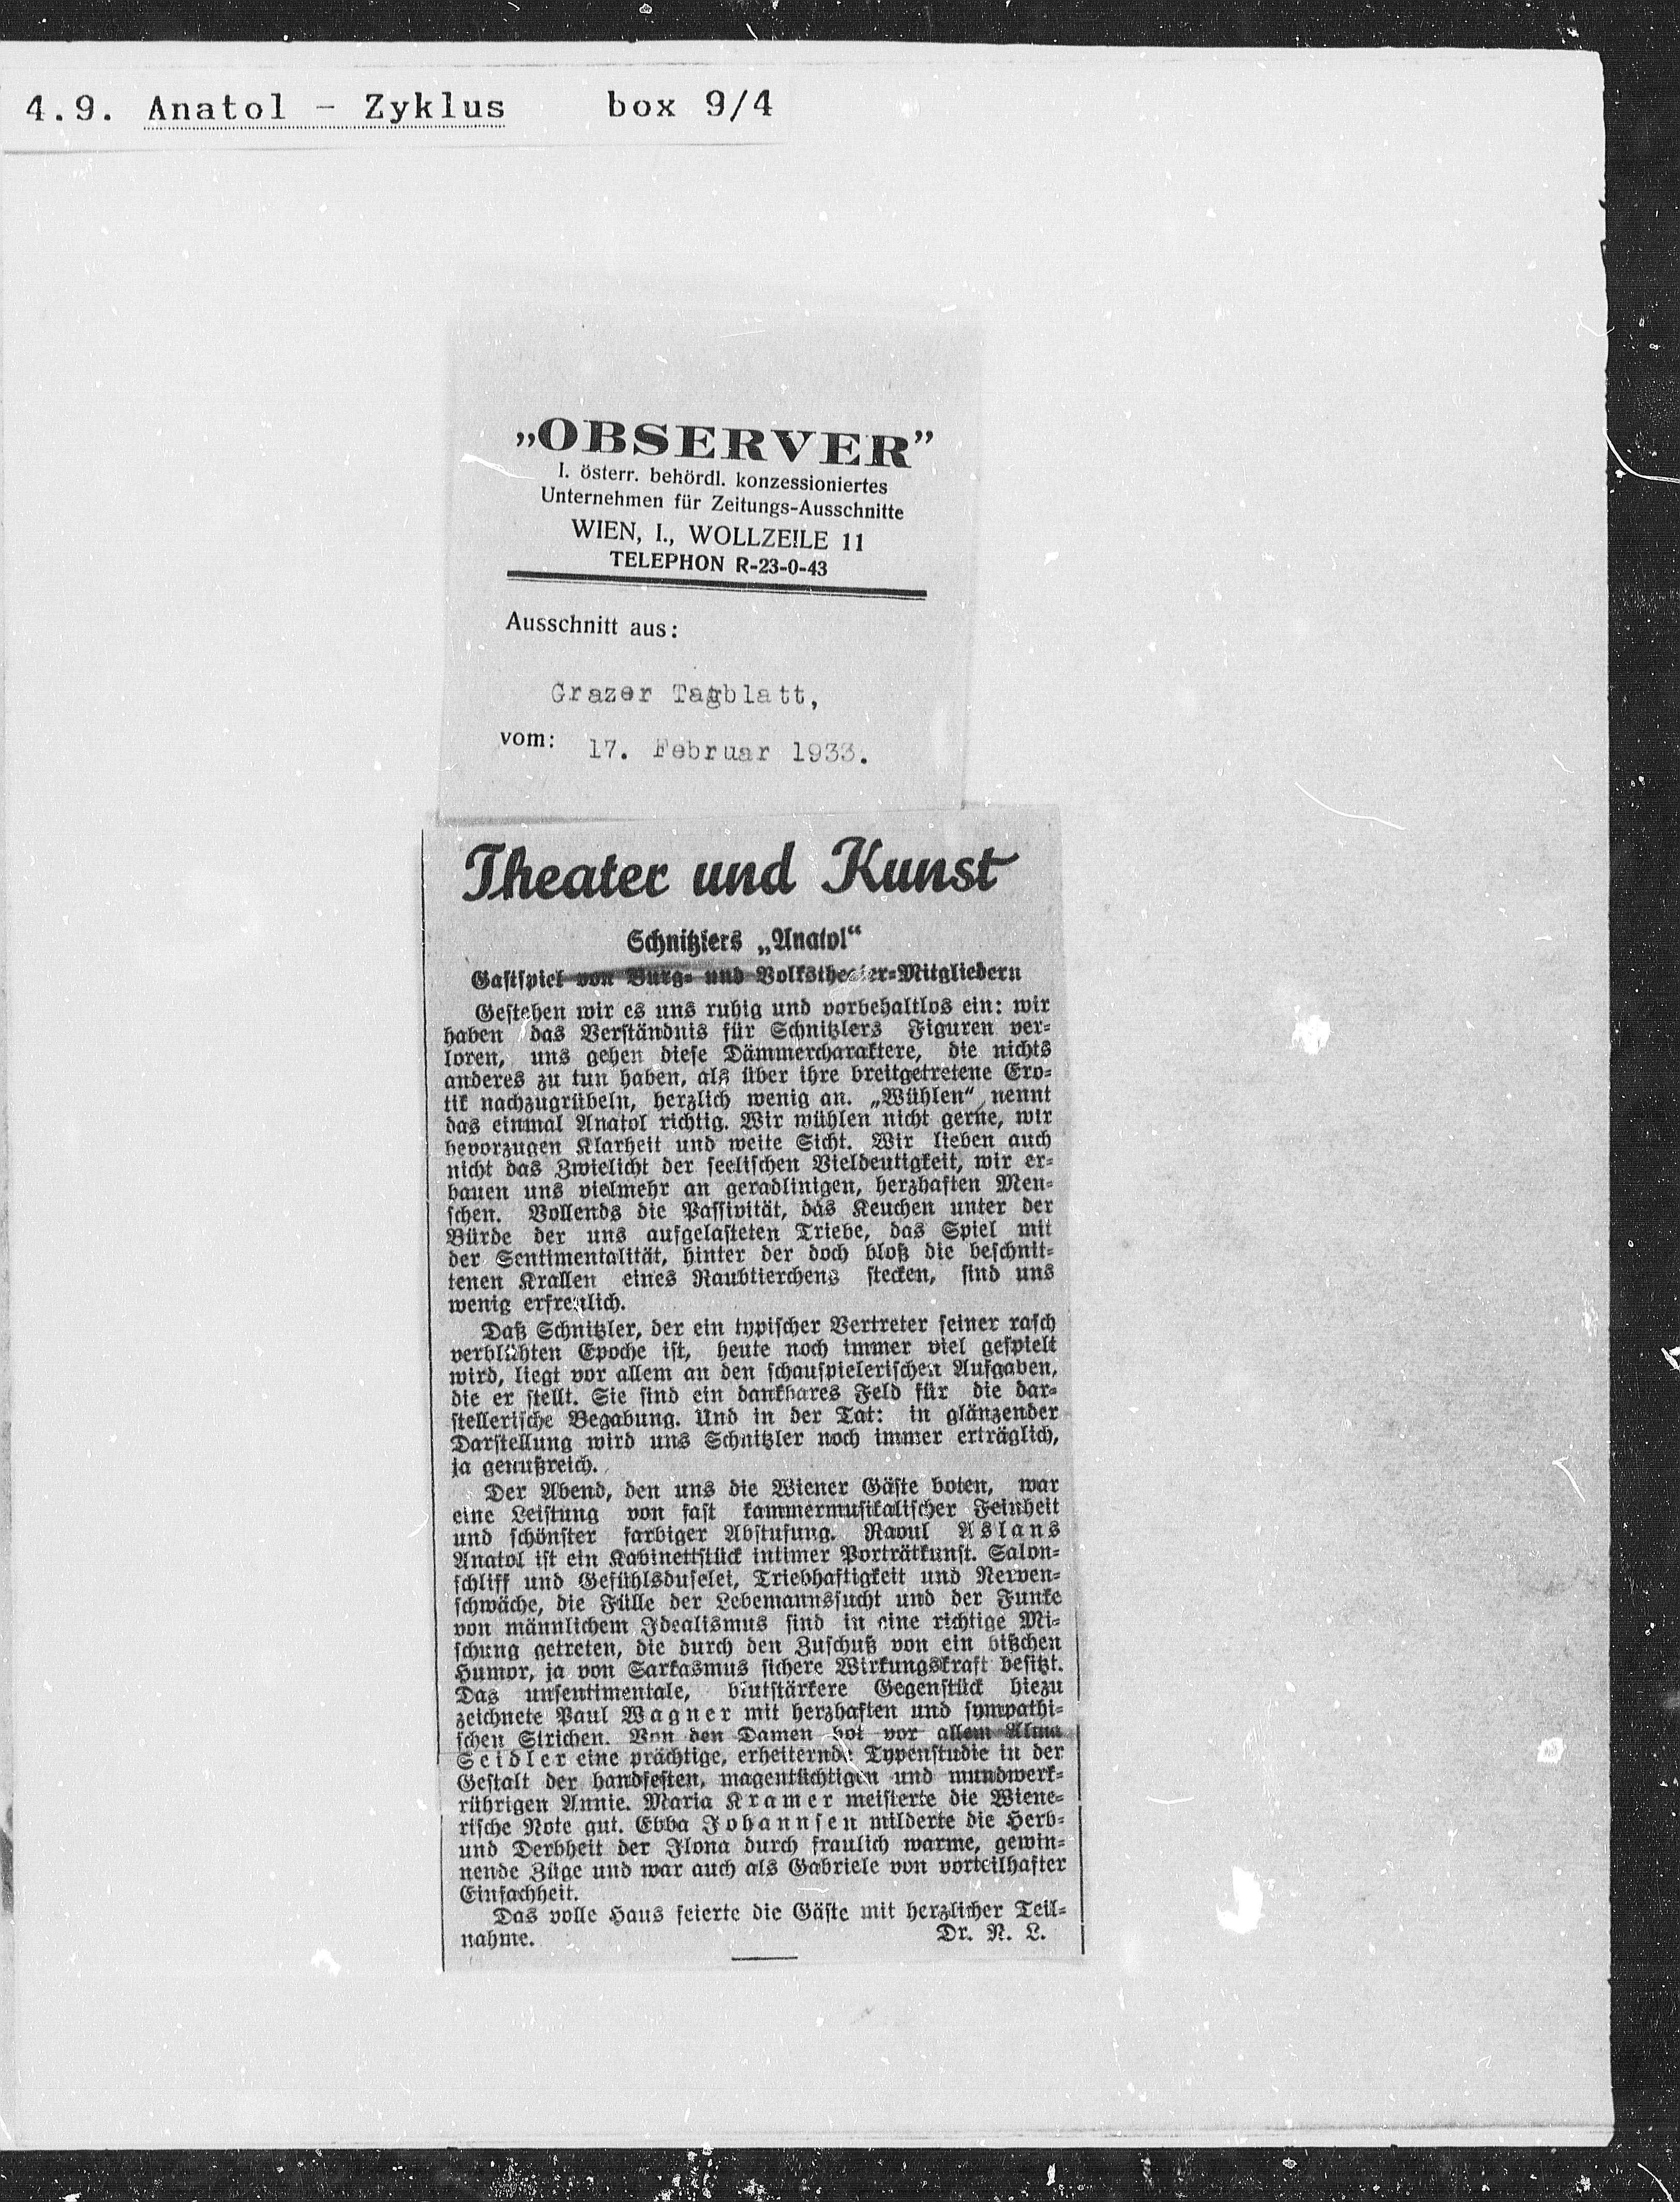 4.9. Anatol - Zyklus box 9/4
„OBSERVER”
I. österr. behördl. konzessioniertes
Unternehmen für Zeitungs-Ausschnitte
WIEN, I., WOLLZEILE 11
TELEPHON R-23-0-43
Ausschnitt aus:
Grazer Tagblatt,
vom: 17. Februar 1933.
Theater und Kunst
Schnitzlers „Anatol“
Gastspiel von Burg- und Volkstheater-Mitgliedern
Gestehen wir es uns ruhig und vorbehaltlos ein: wir
haben das Verständnis für Schnitzlers Figuren ver-
loren, uns gehen diese Dämmercharaktere, die nichts
anderes zu tun haben, als über ihre breitgetretene Ero-
tik nachzugrübeln, herzlich wenig an. „Wühlen“ nennt
das einmal Anatol richtig. Wir wühlen nicht gerne, wir
bevorzugen Klarheit und weite Sicht. Wir lieben auch
nicht das Zwielicht der seelischen Vieldeutigkeit, wir er-
bauen uns vielmehr an geradlinigen, herzhaften Men-
schen. Vollends die Passivität, das Keuchen unter der
Bürde der uns aufgelasteten Triebe, das Spiel mit
der Sentimentalität, hinter der doch bloß die beschnit-
tenen Krallen eines Raubtierchens stecken, sind uns
wenig erfreulich.
Daß Schnitzler, der ein typischer Vertreter seiner rasch
verblühten Epoche ist, heute noch immer viel gespielt
wird, liegt vor allem an den schauspielerischen Aufgaben,
die er stellt. Sie sind ein dankbares Feld für die dar-
stellerische Begabung. Und in der Tat: in glänzender
Darstellung wird uns Schnitzler noch immer erträglich,
ja genußreich.
Der Abend, den uns die Wiener Gäste boten, war
eine Leistung von fast kammermusikalischer Feinheit
und schönster farbiger Abstufung. Raoul Aslans
Anatol ist ein Kabinettstück intimer Porträtkunst. Salon-
schliff und Gefühlsduselei, Triebhaftigkeit und Nerven-
schwäche, die Fülle der Lebemannssucht und der Funke
von männlichem Idealismus sind in eine richtige Mi-
schung getreten, die durch den Zuschuß von ein bißchen
Humor, ja von Sarkasmus sichere Wirkungskraft besitzt.
Das unsentimentale, blutstärkere Gegenstück hiezu
zeichnete Paul Wagner mit herzhaften und sympathi-
schen Strichen. Von den Damen bot vor allem Alma
Seidler eine prächtige, erheiternde Typenstudie in der
Gestalt der handfesten, magentüchtigen und mundwerk-
rührigen Annie. Maria Kramer meisterte die Wiene-
rische Note gut. Ebba Johannsen milderte die Herb-
und Derbheit der Ilona durch fraulich warme, gewin-
nende Züge und war auch als Gabriele von vorteilhafter
Einfachheit.
Das volle Haus feierte die Gäste mit herzlicher Teil-
nahme. Dr. N. L.